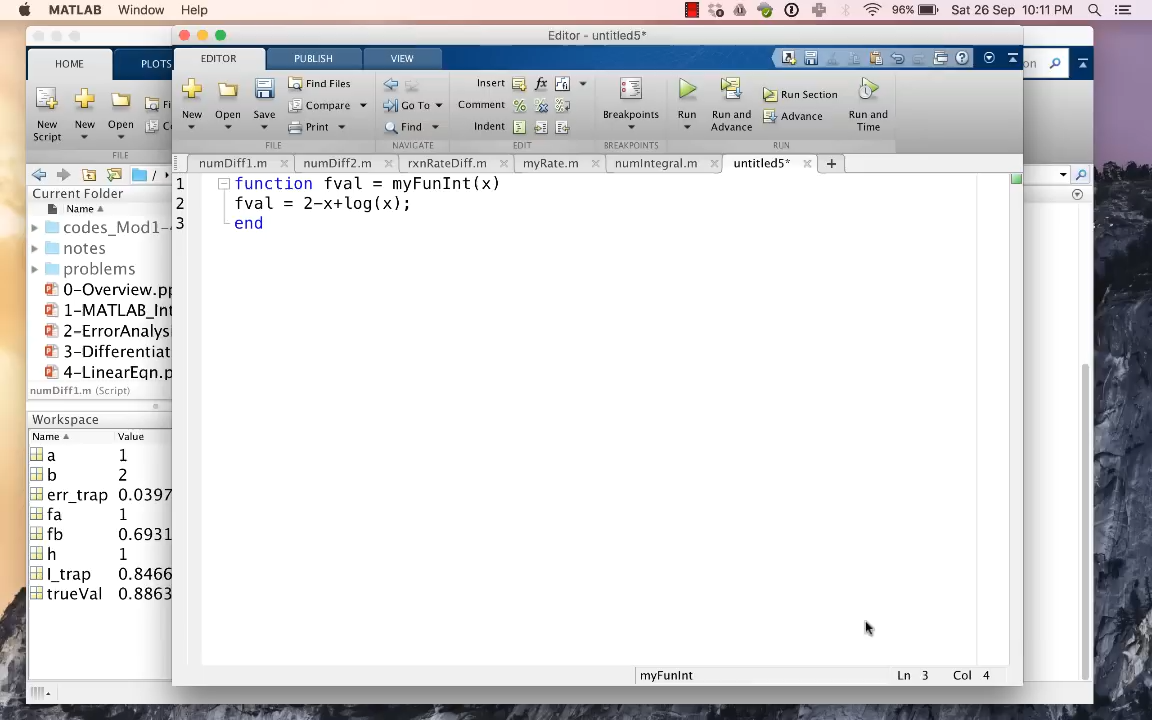 MATLAB Window Help 96% Sat 26 Sep 10:11 PM
Editor - untitled5*
HOME PLOTS EDITOR PUBLISH VIEW
New Script New Open FILE
New Open Save Find Files Compare Print FILE
Go To Find NAVIGATE
Insert Comment Indent EDIT
Breakpoints BREAKPOINTS
Run Run and Advance Run Section Advance Run and Time RUN
numDiff1.m numDiff2.m rxnRateDiff.m myRate.m numIntegral.m untitled5*
Current Folder
Name
codes_Mod1-
notes
problems
0-Overview.pp
1-MATLAB_Int
2-ErrorAnalysi
3-Differentiat
4-LinearEqn.p
numDiff1.m (Script)
Workspace
Name Value
a 1
b 2
err_trap 0.0397
fa 1
fb 0.6931
h 1
I_trap 0.8466
trueVal 0.8863
1 function fval = myFunInt(x)
2 fval = 2-x+log(x);
3 end
myFunInt Ln 3 Col 4